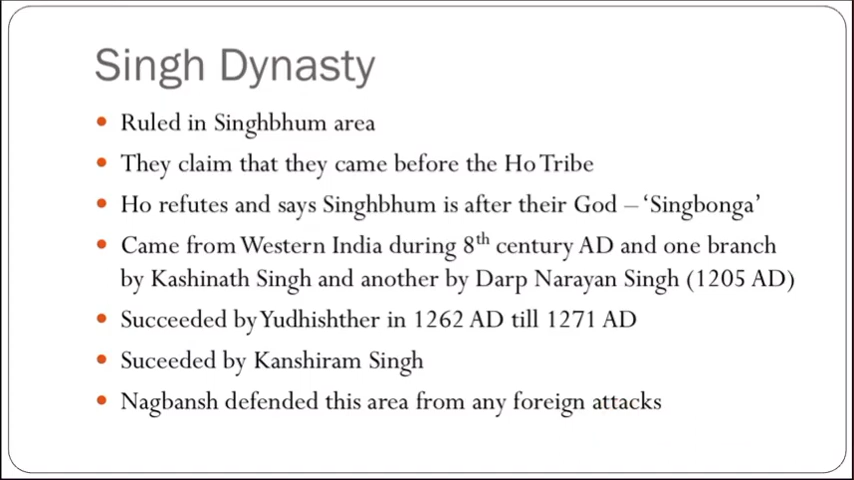 Singh Dynasty
• Ruled in Singhbhum area
• They claim that they came before the Ho Tribe
• Ho refutes and says Singhbhum is after their God – ‘Singbonga’
• Came from Western India during 8th century AD and one branch
by Kashinath Singh and another by Darp Narayan Singh (1205 AD)
• Succeeded by Yudhishther in 1262 AD till 1271 AD
• Suceeded by Kanshiram Singh
• Nagbansh defended this area from any foreign attacks